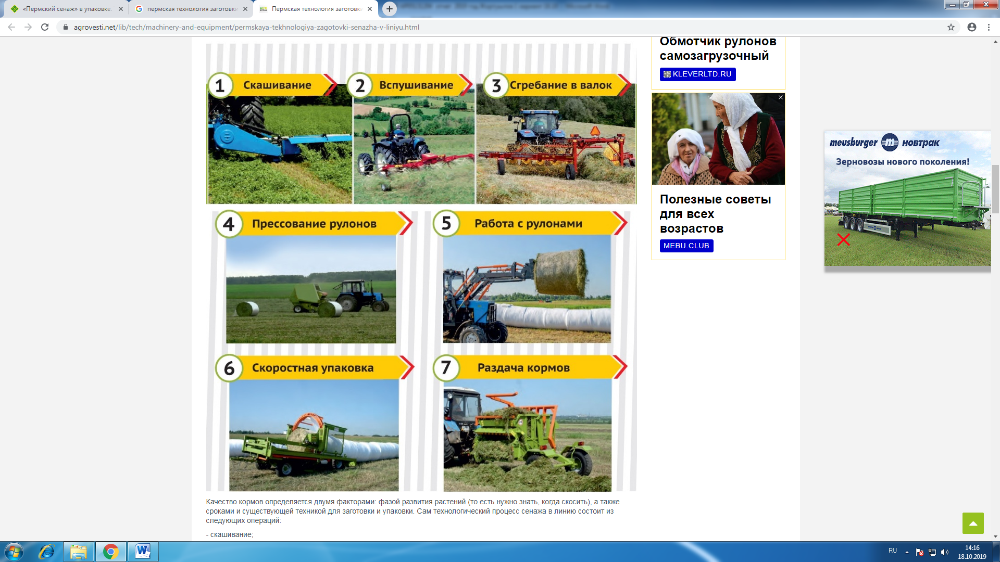 «Пермский сенаж» в упаковке.
пермская технология заготовки
Пермская технология заготовк
agrovesti.net/lib/tech/machinery-and-equipment/permskaya-tekhnologiya-zagotovki-senazha-v-liniyu.html
1 Скашивание
2 Вспушивание
3 Сгребание в валок
4 Прессование рулонов
5 Работа с рулонами
6 Скоростная упаковка
7 Раздача кормов
Качество кормов определяется двумя факторами: фазой развития растений (то есть нужно знать, когда скосить), а также
сроками и существующей техникой для заготовки и упаковки. Сам технологический процесс сенажа в линию состоит из
следующих операций:
- скашивание;
Обмотчик рулонов
самозагрузочный
KLEVERLTD.RU
Полезные советы
для всех
возрастов
MEBU.CLUB
meusburger m новтрак
Зерновозы нового поколения!
RU
14:16
18.10.2019